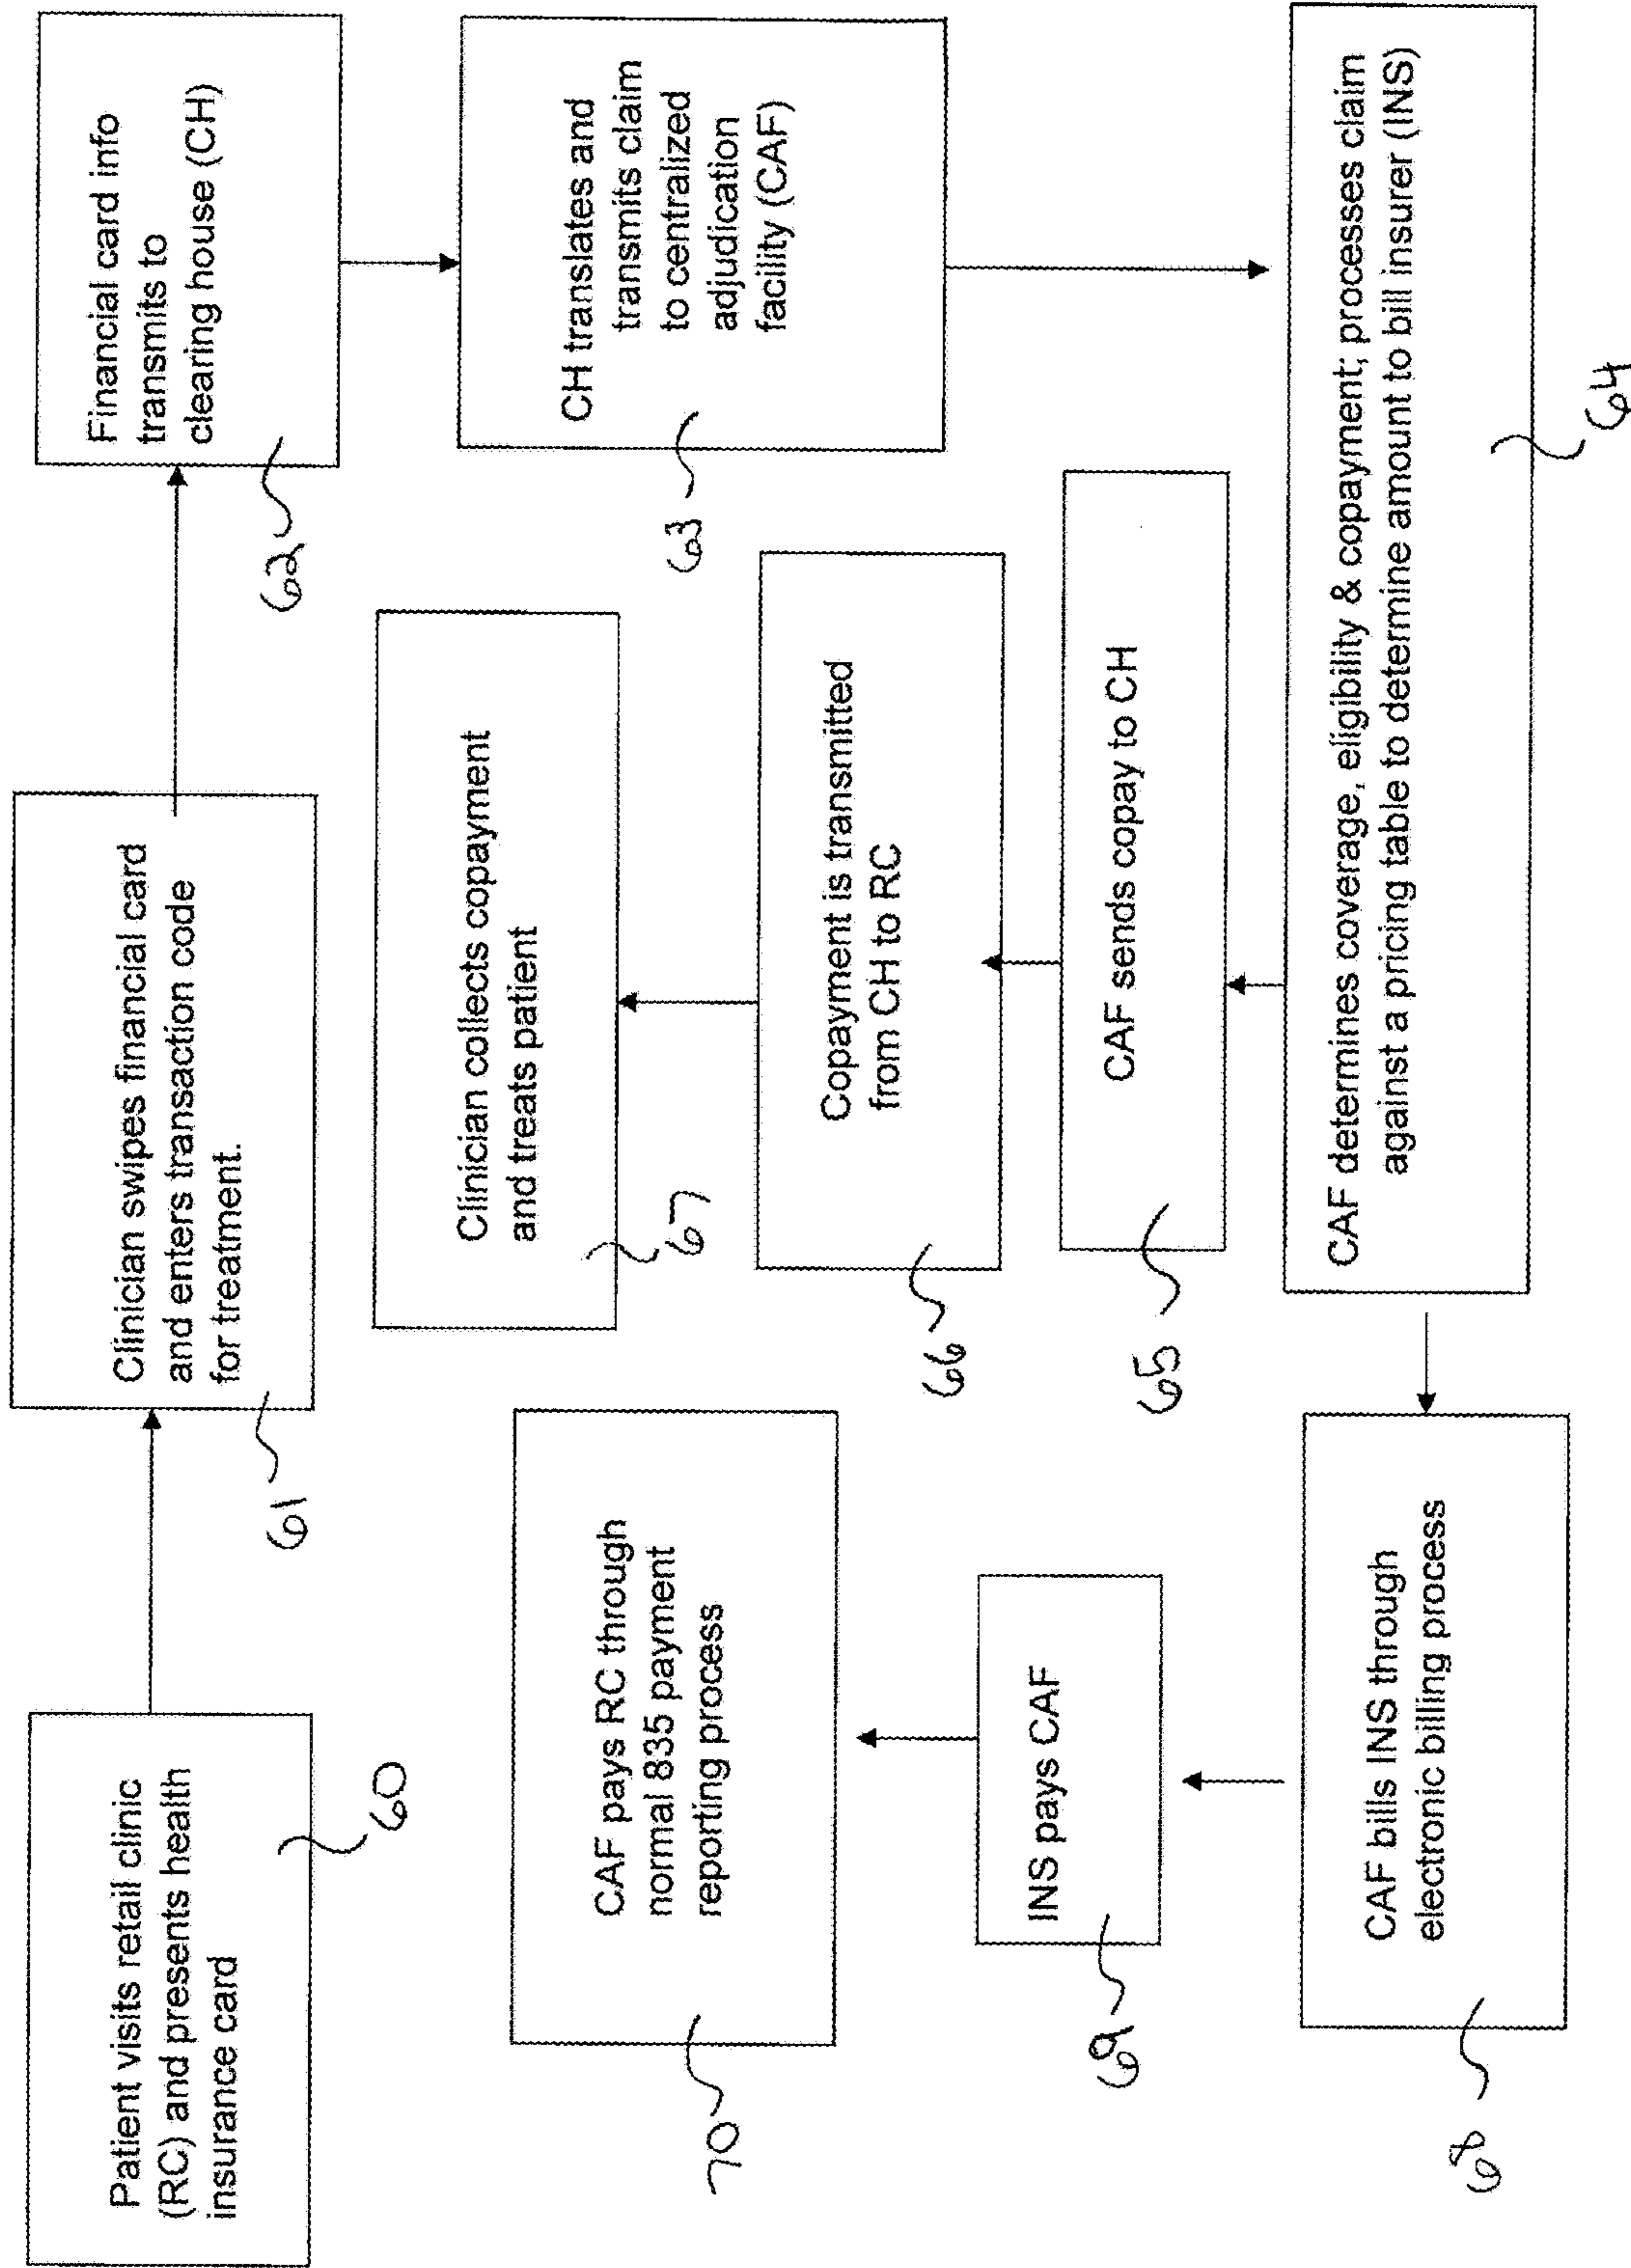 Patient visits retail clinic
(RC) and presents health
insurance card
60
Clinician swipes financial card
and enters transaction code
for treatment.
61
Financial card info
transmits to
clearing house (CH)
62
CH translates and
transmits claim
to centralized
adjudication
facility (CAF)
63
CAF determines coverage, eligibility & copayment; processes claim
against a pricing table to determine amount to bill insurer (INS)
64
CAF sends copay to CH
65
Copayment is transmitted
from CH to RC
66
Clinician collects copayment
and treats patient
67
CAF bills INS through
electronic billing process
68
INS pays CAF
69
CAF pays RC through
normal 835 payment
reporting process
70